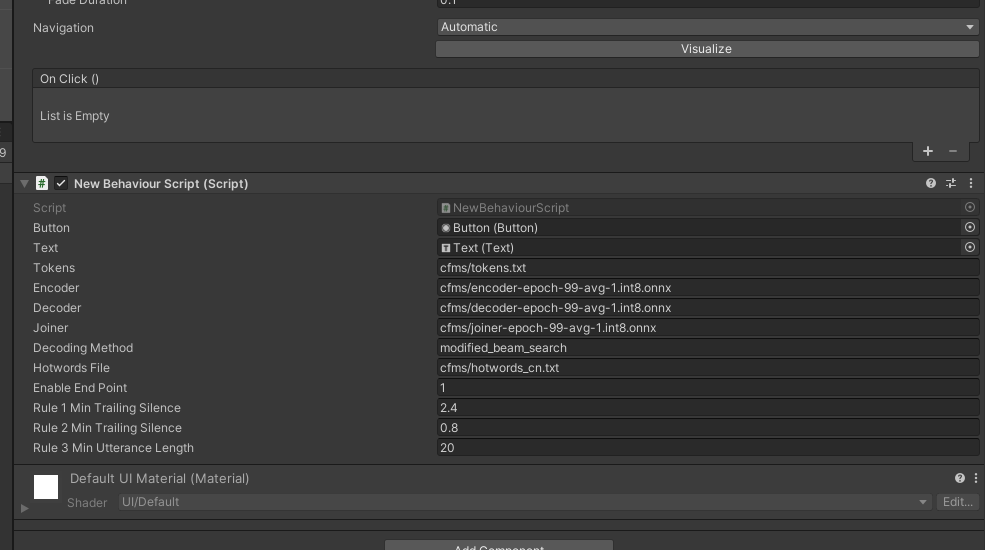 Fade Duration 0.1
Navigation Automatic
Visualize
On Click ()
List is Empty
9
New Behaviour Script (Script)
Script NewBehaviourScript
Button Button (Button)
Text Text (Text)
Tokens cfms/tokens.txt
Encoder cfms/encoder-epoch-99-avg-1.int8.onnx
Decoder cfms/decoder-epoch-99-avg-1.int8.onnx
Joiner cfms/joiner-epoch-99-avg-1.int8.onnx
Decoding Method modified_beam_search
Hotwords File cfms/hotwords_cn.txt
Enable End Point 1
Rule 1 Min Trailing Silence 2.4
Rule 2 Min Trailing Silence 0.8
Rule 3 Min Utterance Length 20
Default UI Material (Material)
Shader UI/Default Edit...
Add Component